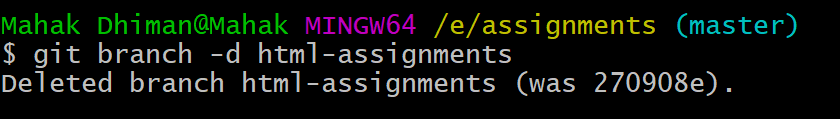 Mahak Dhiman@Mahak MINGW64 /e/assignments (master)
$ git branch -d html-assignments
Deleted branch html-assignments (was 270908e).